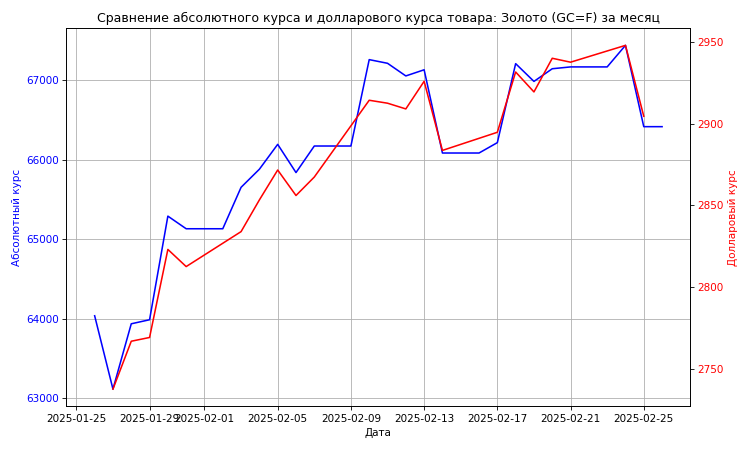 Сравнение абсолютного курса и долларового курса товара: Золото (GC=F) за месяц
Абсолютный курс
67000
66000
65000
64000
63000
2950
2900
2850
2800
2750
Долларовый курс
2025-01-25 2025-01-29 2025-02-01 2025-02-05 2025-02-09 2025-02-13 2025-02-17 2025-02-21 2025-02-25
Дата